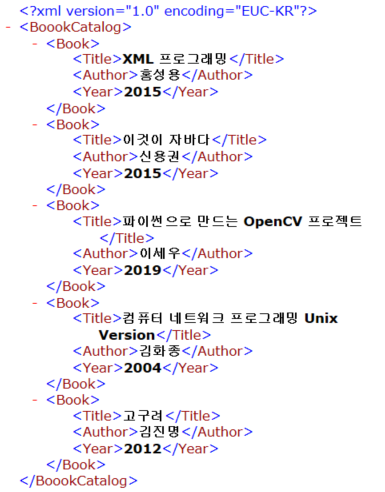 <?xml version="1.0" encoding="EUC-KR"?>
- <BoookCatalog>
- <Book>
<Title>XML 프로그래밍</Title>
<Author>홍성용</Author>
<Year>2015</Year>
</Book>
- <Book>
<Title>이것이 자바다</Title>
<Author>신용권</Author>
<Year>2015</Year>
</Book>
- <Book>
<Title>파이썬으로 만드는 OpenCV 프로젝트
</Title>
<Author>이세우</Author>
<Year>2019</Year>
</Book>
- <Book>
<Title>컴퓨터 네트워크 프로그래밍 Unix
Version</Title>
<Author>김화종</Author>
<Year>2004</Year>
</Book>
- <Book>
<Title>고구려</Title>
<Author>김진명</Author>
<Year>2012</Year>
</Book>
</BoookCatalog>